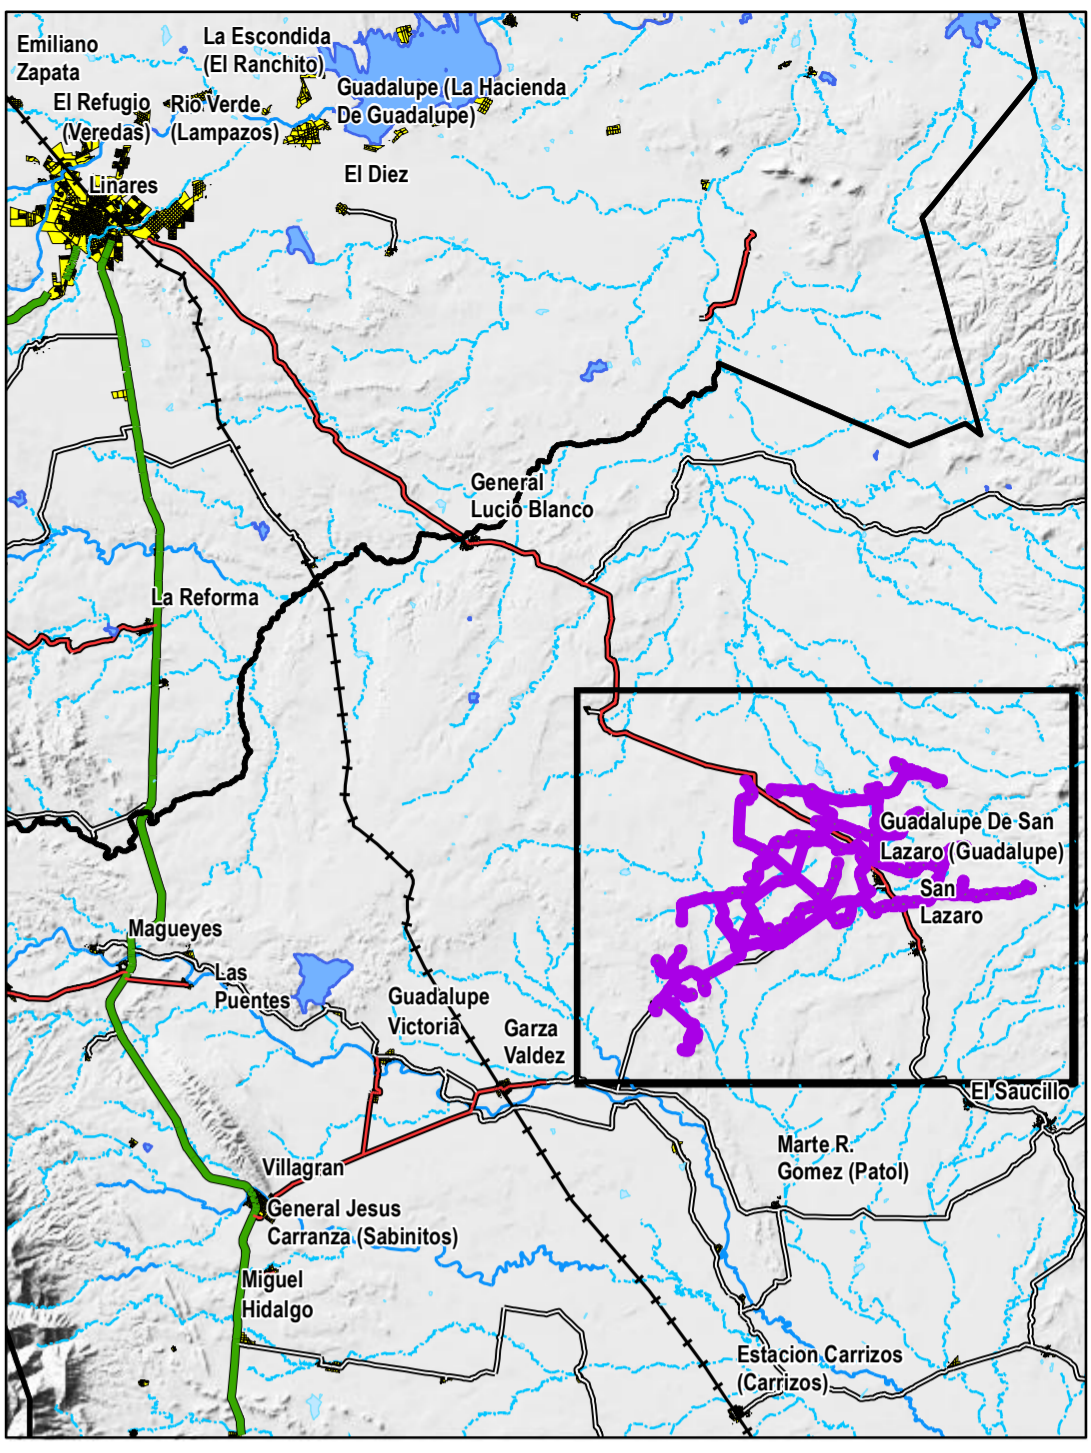 Emiliano
Zapata
La Escondida
(El Ranchito)
Guadalupe (La Hacienda
De Guadalupe)
El Refugio
(Veredas)
Rio Verde
(Lampazos)
El Diez
Linares
General
Lucio Blanco
La Reforma
Guadalupe De San
Lazaro (Guadalupe)
San
Lazaro
Magueyes
Las
Puentes
Guadalupe
Victoria
Garza
Valdez
El Saucillo
Marte R.
Gomez (Patol)
Villagran
General Jesus
Carranza (Sabinitos)
Miguel
Hidalgo
Estacion Carrizos
(Carrizos)